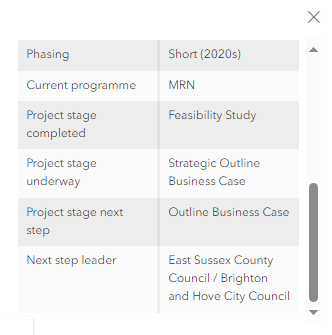 Phasing Short (2020s)
Current programme MRN
Project stage Feasibility Study
completed
Project stage Strategic Outline
underway Business Case
Project stage next Outline Business Case
step
Next step leader East Sussex County
Council / Brighton
and Hove City Council